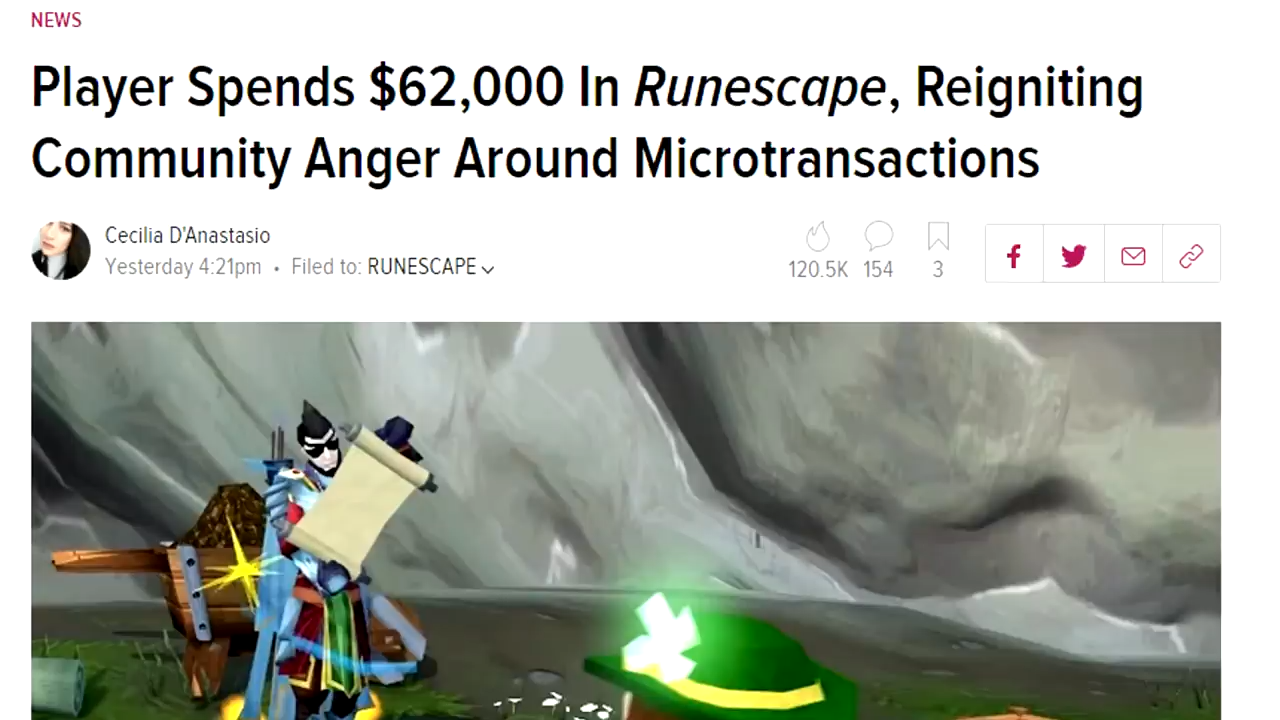 NEWS
Player Spends $62,000 In Runescape, Reigniting
Community Anger Around Microtransactions
Cecilia D'Anastasio
Yesterday 4:21pm • Filed to: RUNESCAPE
120.5K 154 3